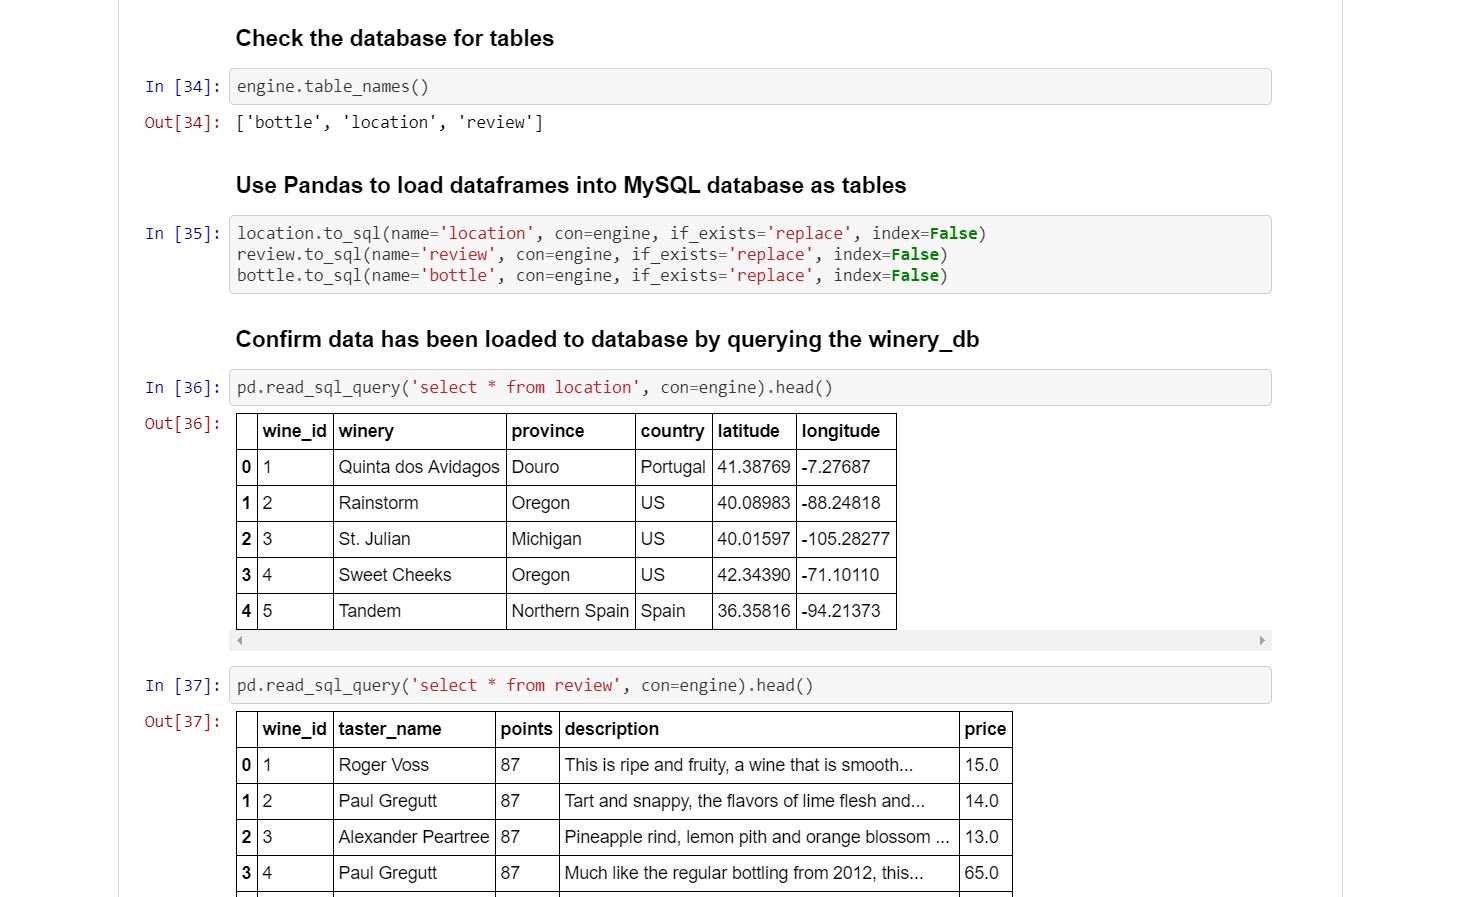 Check the database for tables
In [34]: engine.table_names()
Out[34]: ['bottle', 'location', 'review']
Use Pandas to load dataframes into MySQL database as tables
In [35]: location.to_sql(name='location', con=engine, if_exists='replace', index=False)
review.to_sql(name='review', con=engine, if_exists='replace', index=False)
bottle.to_sql(name='bottle', con=engine, if_exists='replace', index=False)
Confirm data has been loaded to database by querying the winery_db
In [36]: pd.read_sql_query('select * from location', con=engine).head()
Out[36]:
wine_id winery province country latitude longitude
0 1 Quinta dos Avidagos Douro Portugal 41.38769 -7.27687
1 2 Rainstorm Oregon US 40.08983 -88.24818
2 3 St. Julian Michigan US 40.01597 -105.28277
3 4 Sweet Cheeks Oregon US 42.34390 -71.10110
4 5 Tandem Northern Spain Spain 36.35816 -94.21373
In [37]: pd.read_sql_query('select * from review', con=engine).head()
Out[37]:
wine_id taster_name points description price
0 1 Roger Voss 87 This is ripe and fruity, a wine that is smooth... 15.0
1 2 Paul Gregutt 87 Tart and snappy, the flavors of lime flesh and... 14.0
2 3 Alexander Peartree 87 Pineapple rind, lemon pith and orange blossom ... 13.0
3 4 Paul Gregutt 87 Much like the regular bottling from 2012, this... 65.0